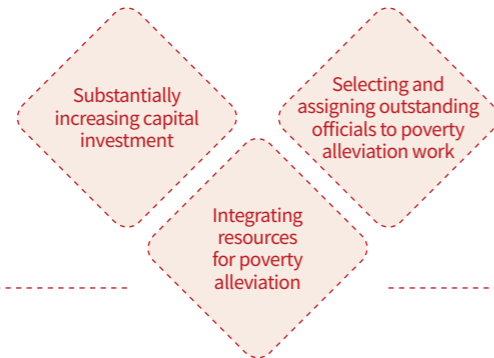 Substantially
increasing capital
investment
Selecting and
assigning outstanding
officials to poverty
alleviation work
Integrating
resources
for poverty
alleviation